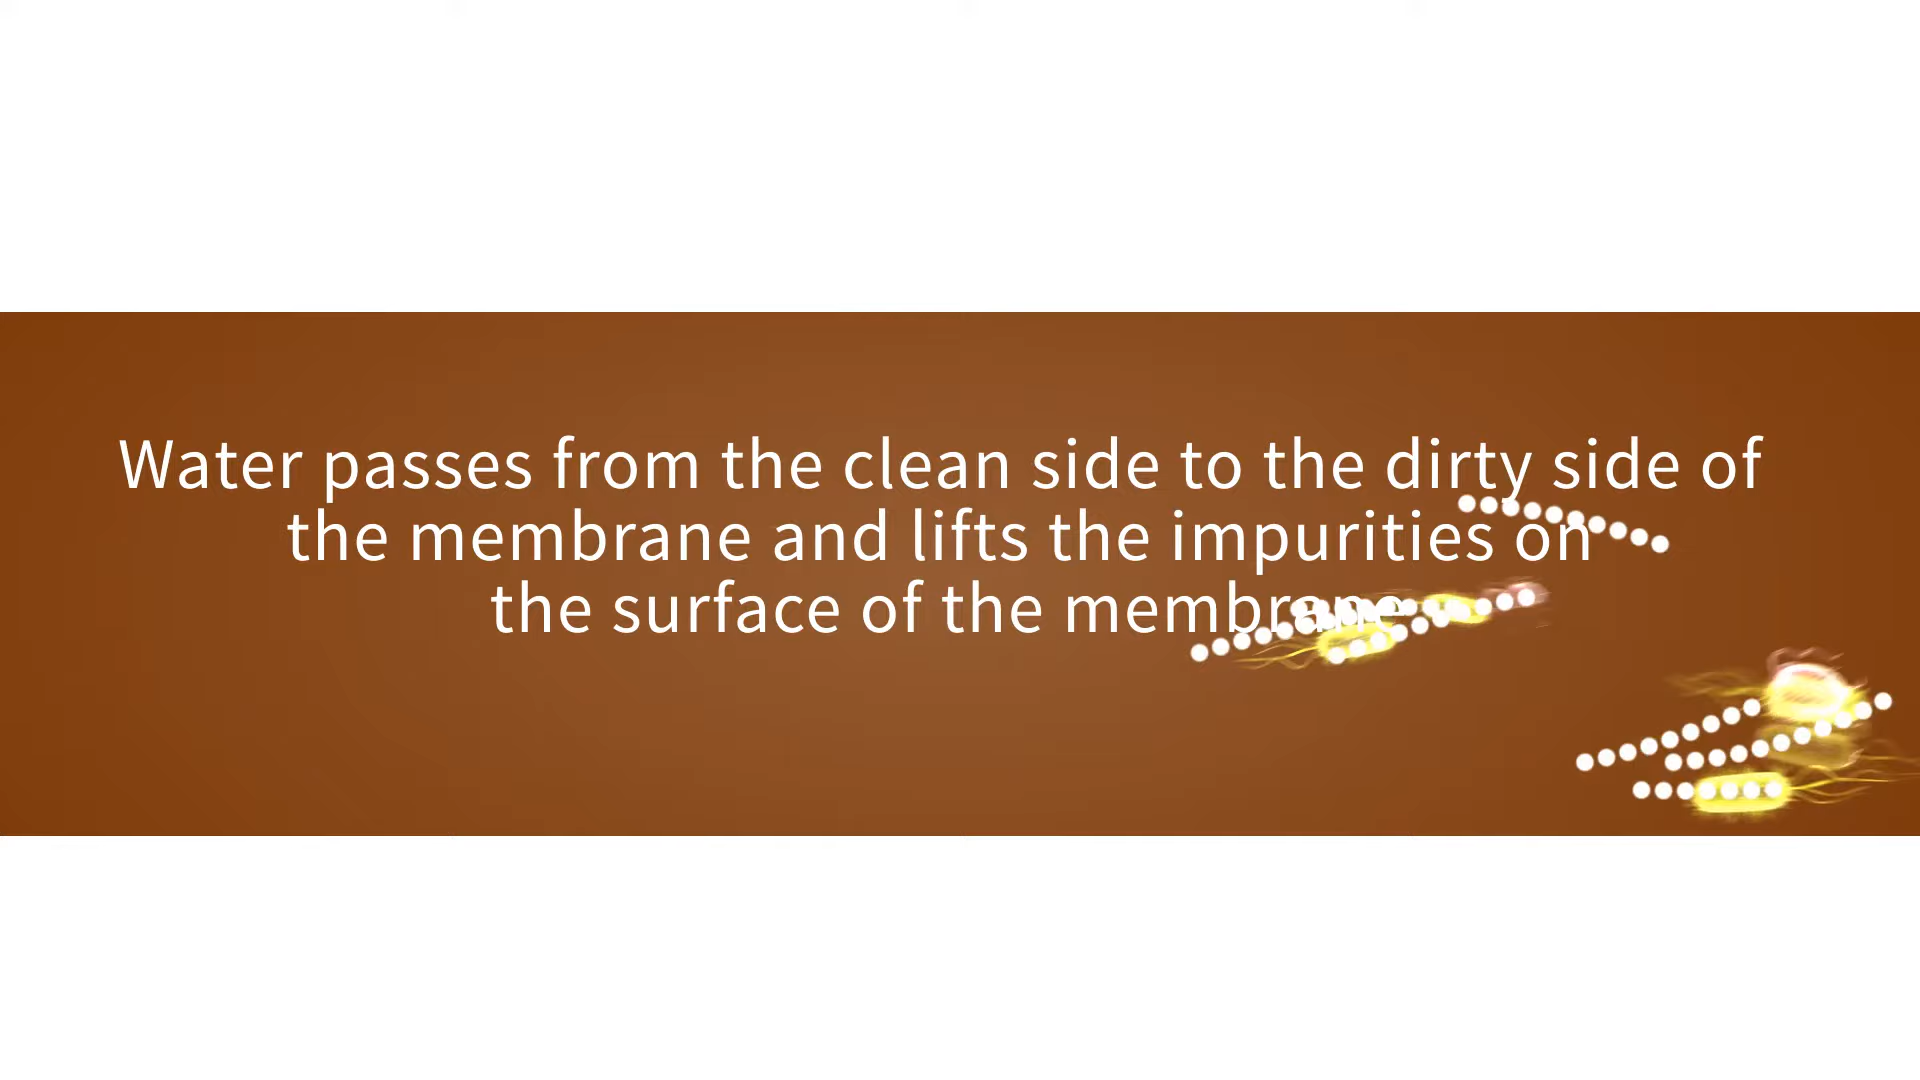 Water passes from the clean side to the dirty side of
the membrane and lifts the impurities on
the surface of the membrane